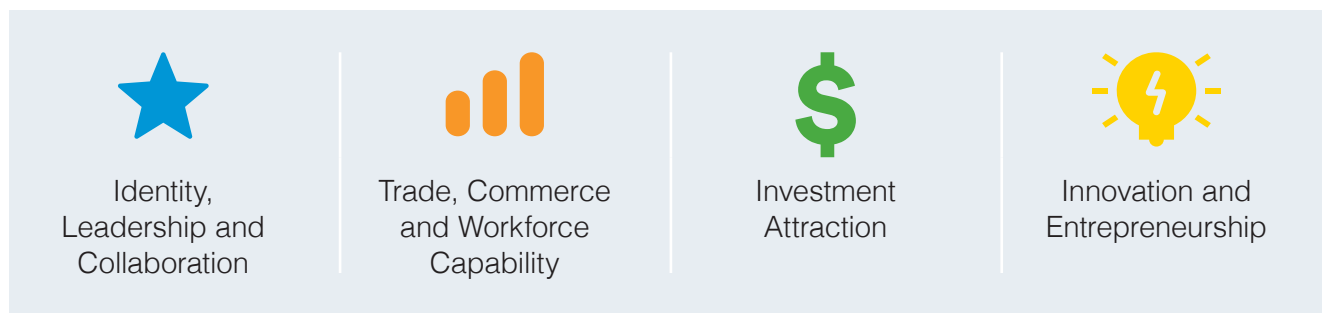 Identity,
Leadership and
Collaboration
Trade, Commerce
and Workforce
Capability
$
Investment
Attraction
Innovation and
Entrepreneurship